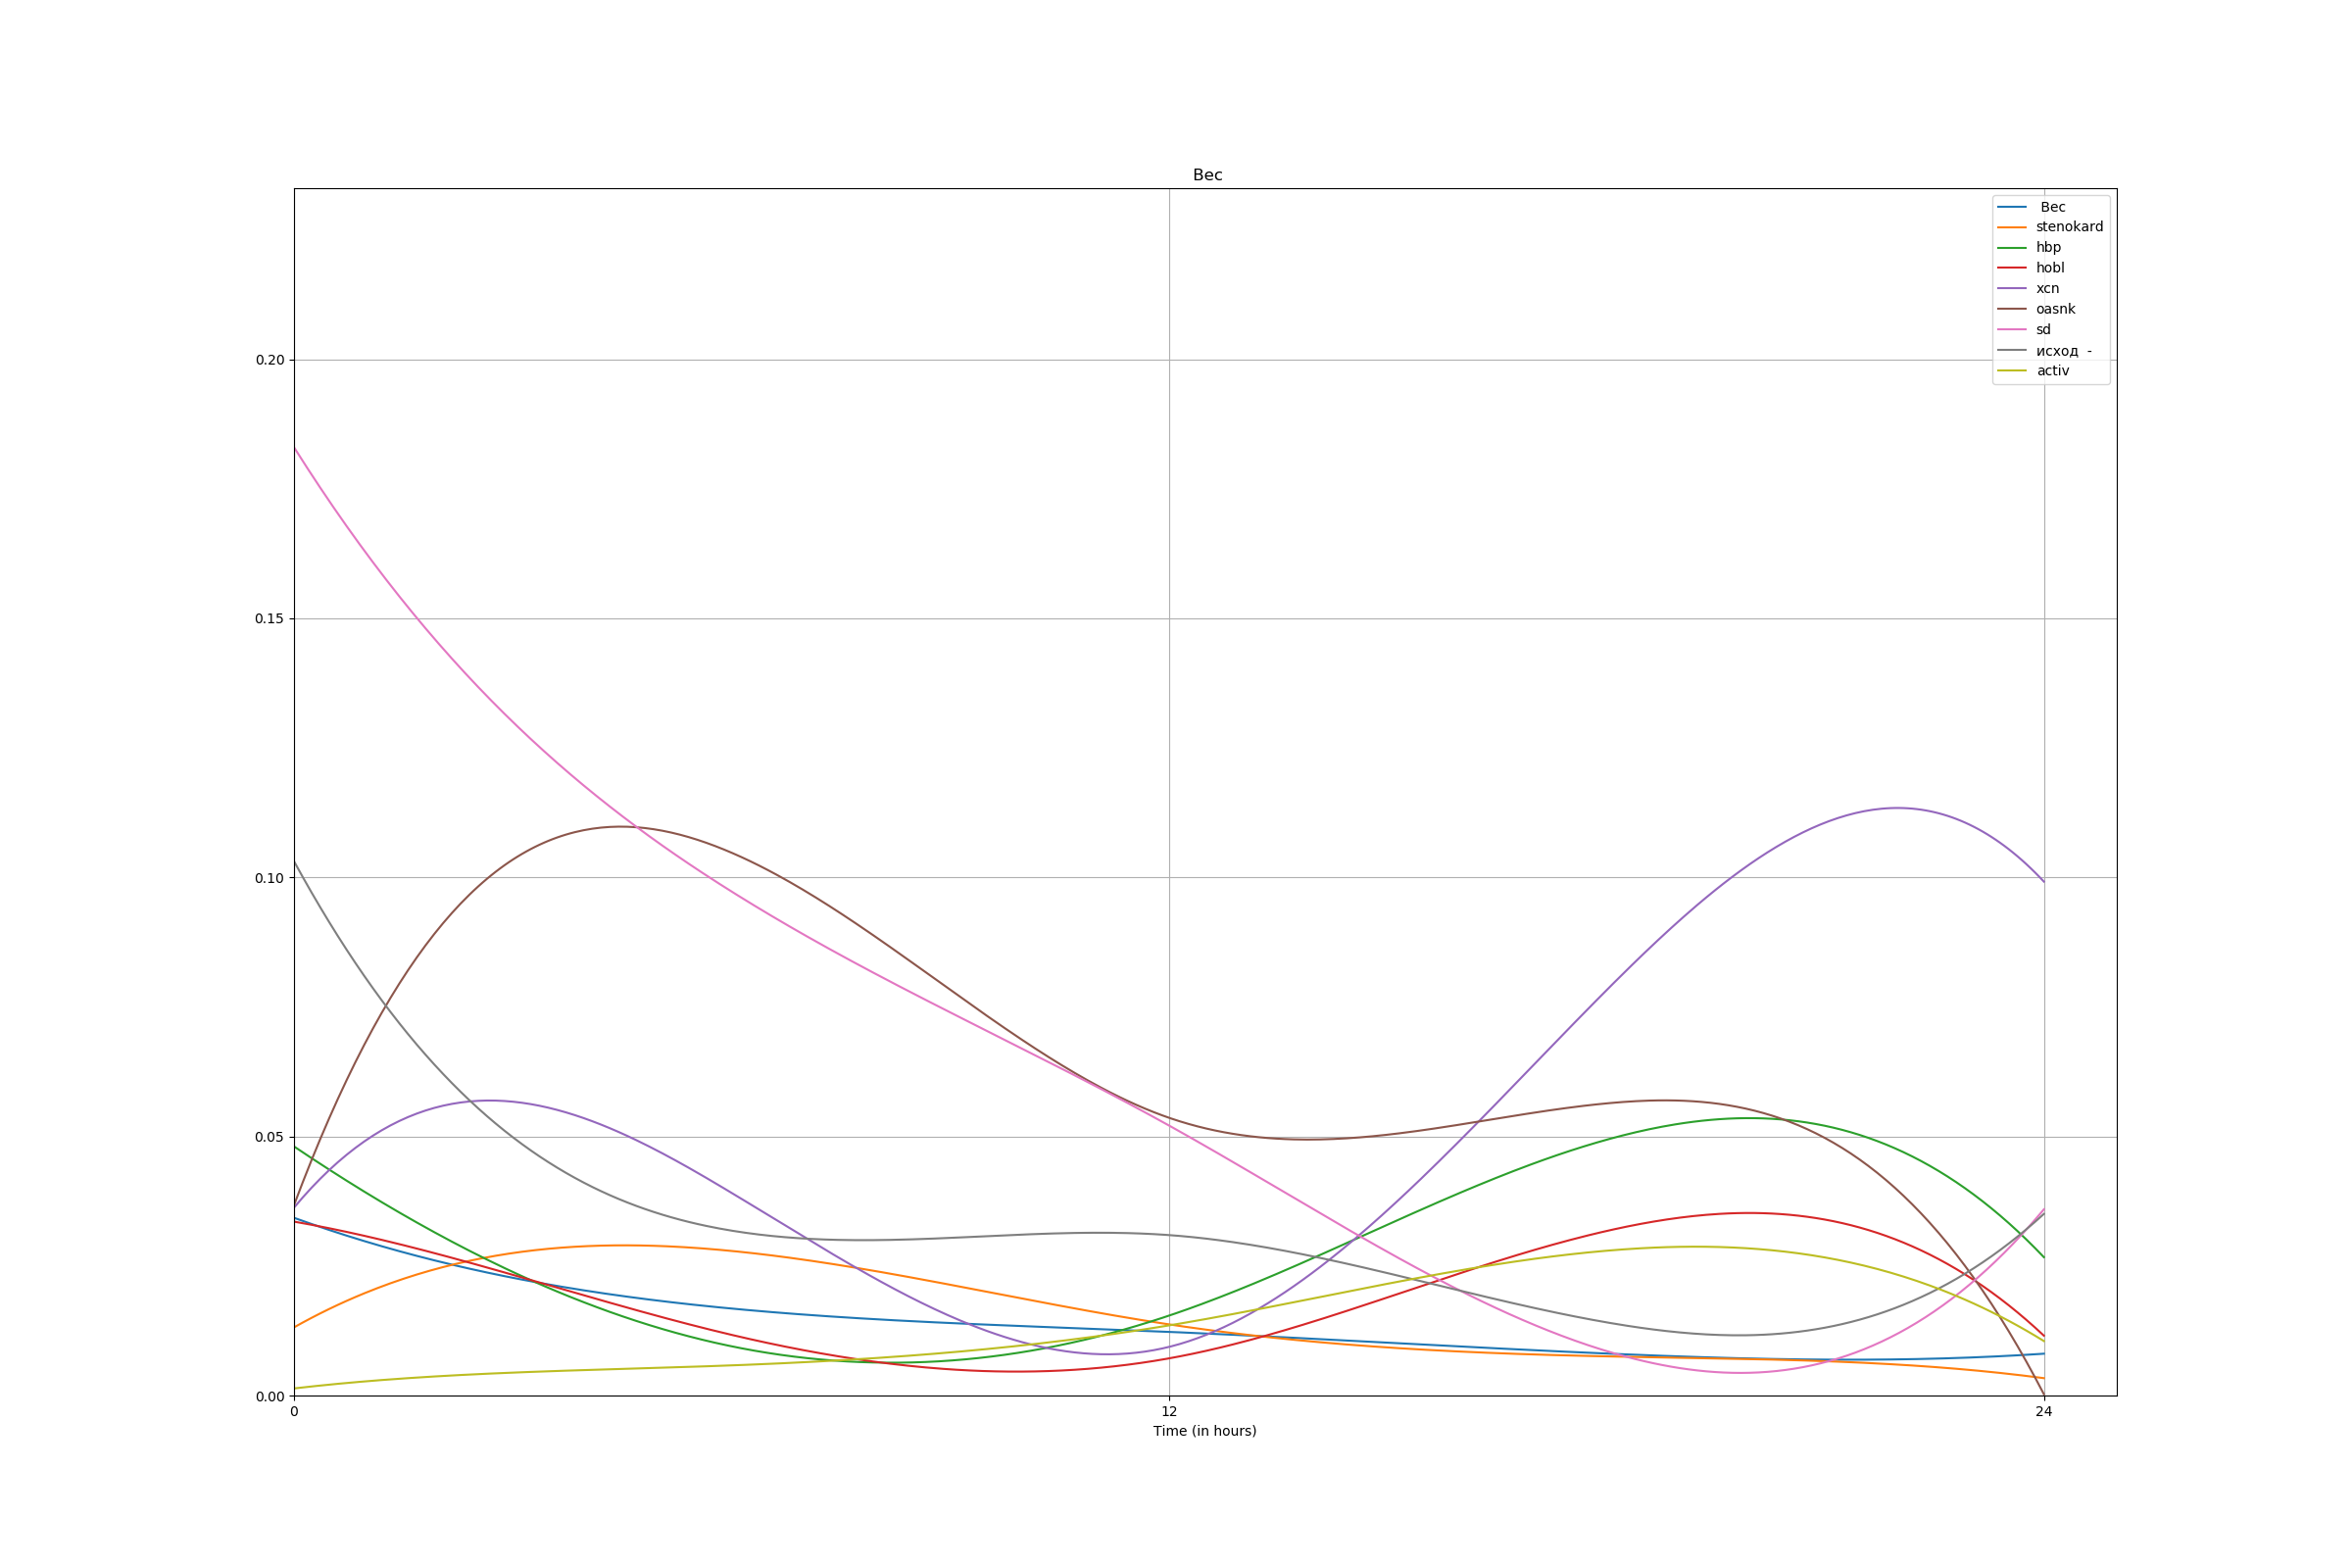 Вес
Вес
stenokard
hbp
hobl
xcn
oasnk
sd
исход -
activ
0.20
0.15
0.10
0.05
0.00
0 12 24
Time (in hours)